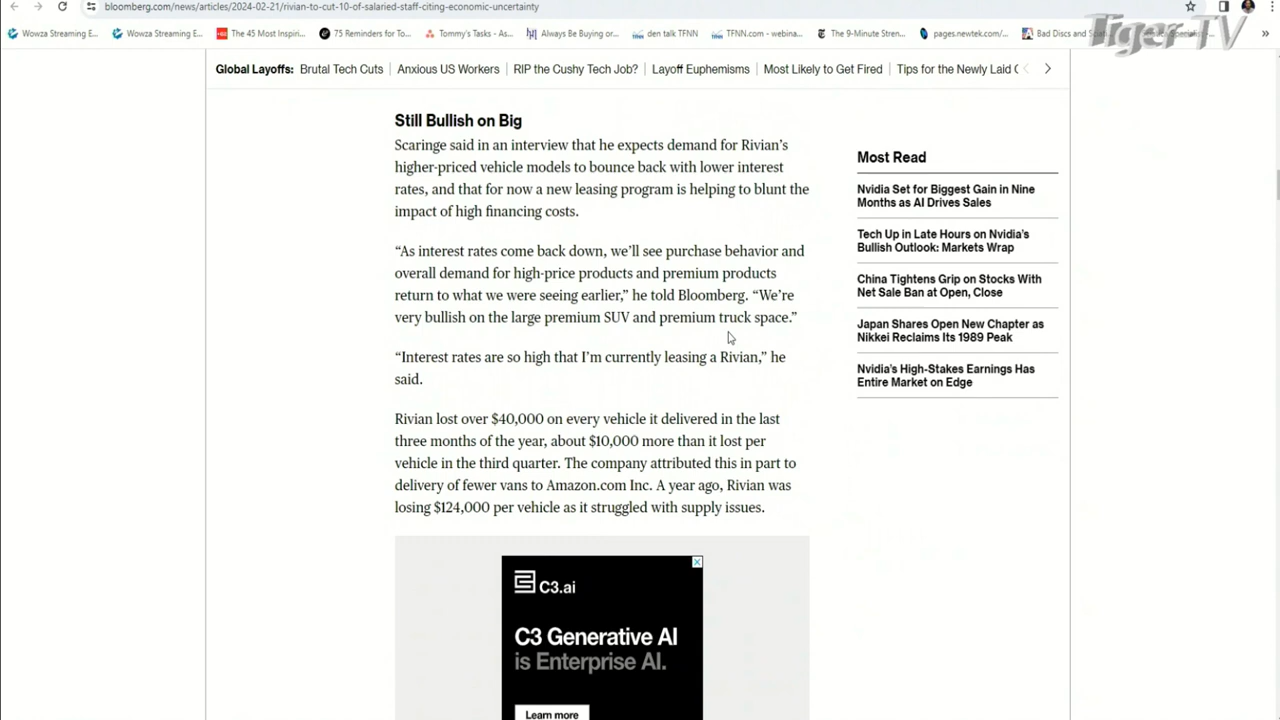 bloomberg.com/news/articles/2024-02-21/rivian-to-cut-10-of-salaried-staff-citing-economic-uncertainty
Wowza Streaming E... Wowza Streaming E... The 45 Most Inspiri... 75 Reminders for To... Tommy's Tasks - As... Always Be Buying or... den talk TFNN TFNN.com - webina... The 9-Minute Stren... pages.newtek.com/... Bad Discs and
Tiger TV
Global Layoffs: Brutal Tech Cuts Anxious US Workers RIP the Cushy Tech Job? Layoff Euphemisms Most Likely to Get Fired Tips for the Newly Laid
Still Bullish on Big
Scaringe said in an interview that he expects demand for Rivian's
higher-priced vehicle models to bounce back with lower interest
rates, and that for now a new leasing program is helping to blunt the
impact of high financing costs.
“As interest rates come back down, we'll see purchase behavior and
overall demand for high-price products and premium products
return to what we were seeing earlier,” he told Bloomberg. “We're
very bullish on the large premium SUV and premium truck space.”
“Interest rates are so high that I'm currently leasing a Rivian,” he
said.
Rivian lost over $40,000 on every vehicle it delivered in the last
three months of the year, about $10,000 more than it lost per
vehicle in the third quarter. The company attributed this in part to
delivery of fewer vans to Amazon.com Inc. A year ago, Rivian was
losing $124,000 per vehicle as it struggled with supply issues.
C3.ai
C3 Generative AI
is Enterprise AI.
Learn more
Most Read
Nvidia Set for Biggest Gain in Nine
Months as AI Drives Sales
Tech Up in Late Hours on Nvidia's
Bullish Outlook: Markets Wrap
China Tightens Grip on Stocks With
Net Sale Ban at Open, Close
Japan Shares Open New Chapter as
Nikkei Reclaims Its 1989 Peak
Nvidia's High-Stakes Earnings Has
Entire Market on Edge